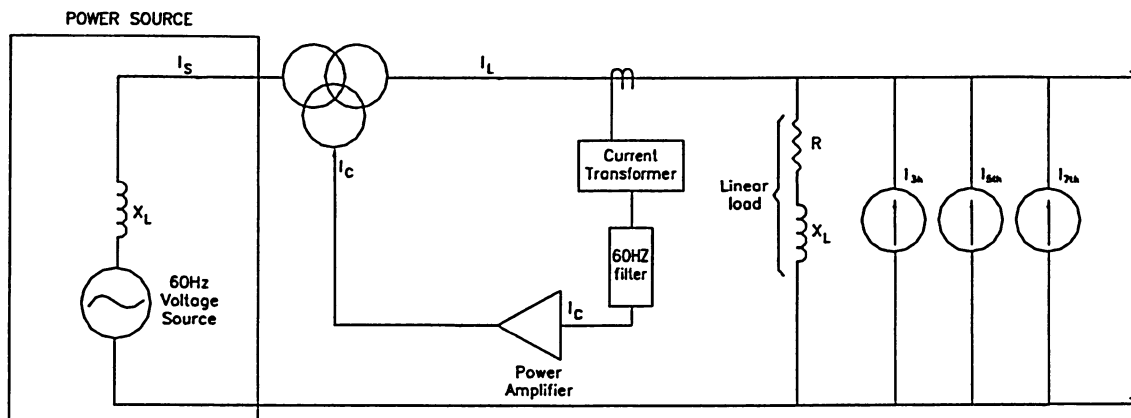 POWER SOURCE
I_S
I_L
I_C
X_L
60Hz
Voltage
Source
Current
Transformer
60HZ
filter
I_C
Power
Amplifier
Linear
load
R
X_L
I_3h
I_5th
I_7th